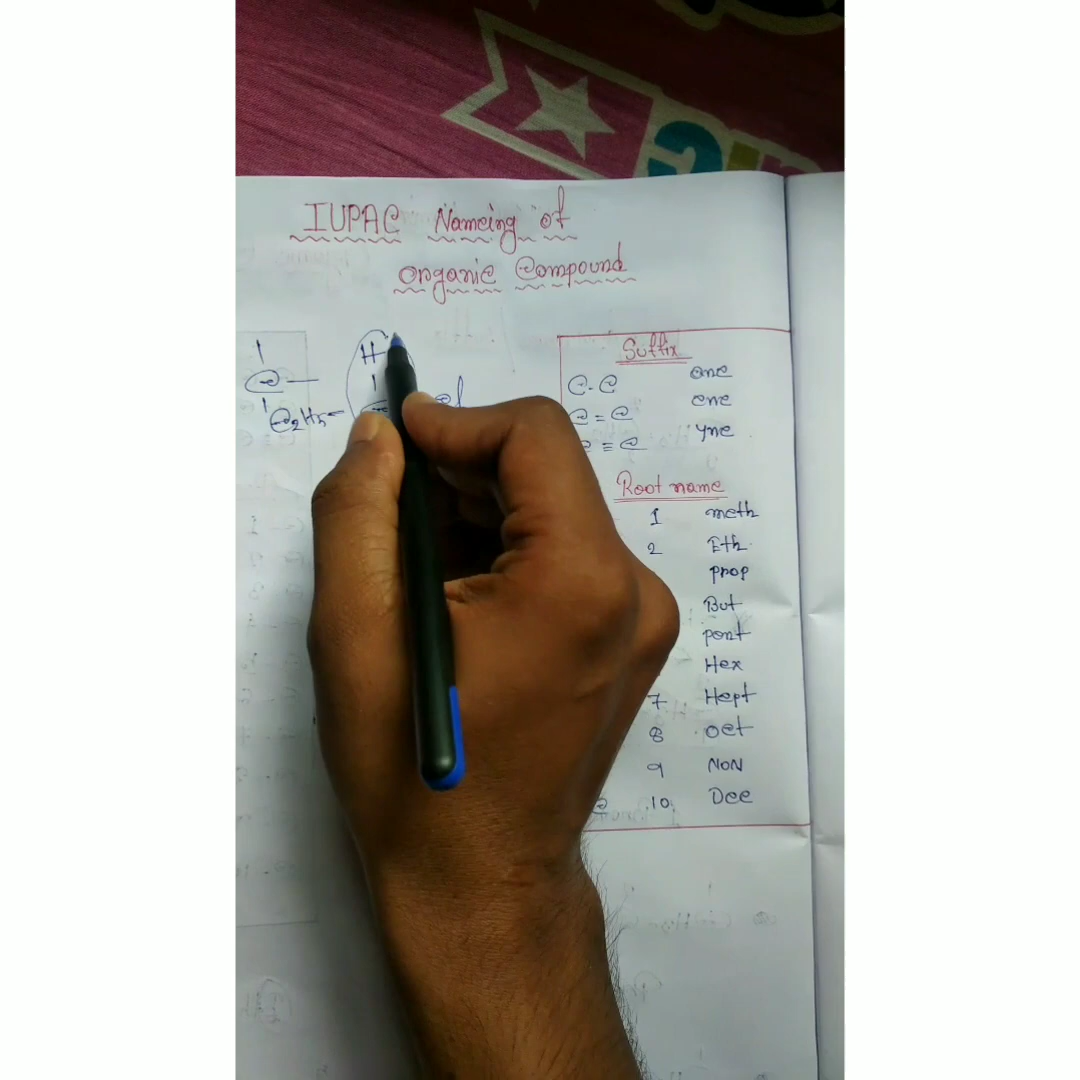 IUPAC Nameing of
organic Compound
H
C
C2H5-
Suffix
C-C ane
C=C ene
≡ C yne
Root name
1 meth
2 Eth
prop
But
pent
Hex
7 Hept
8 oct
9 NoN
10 Dec